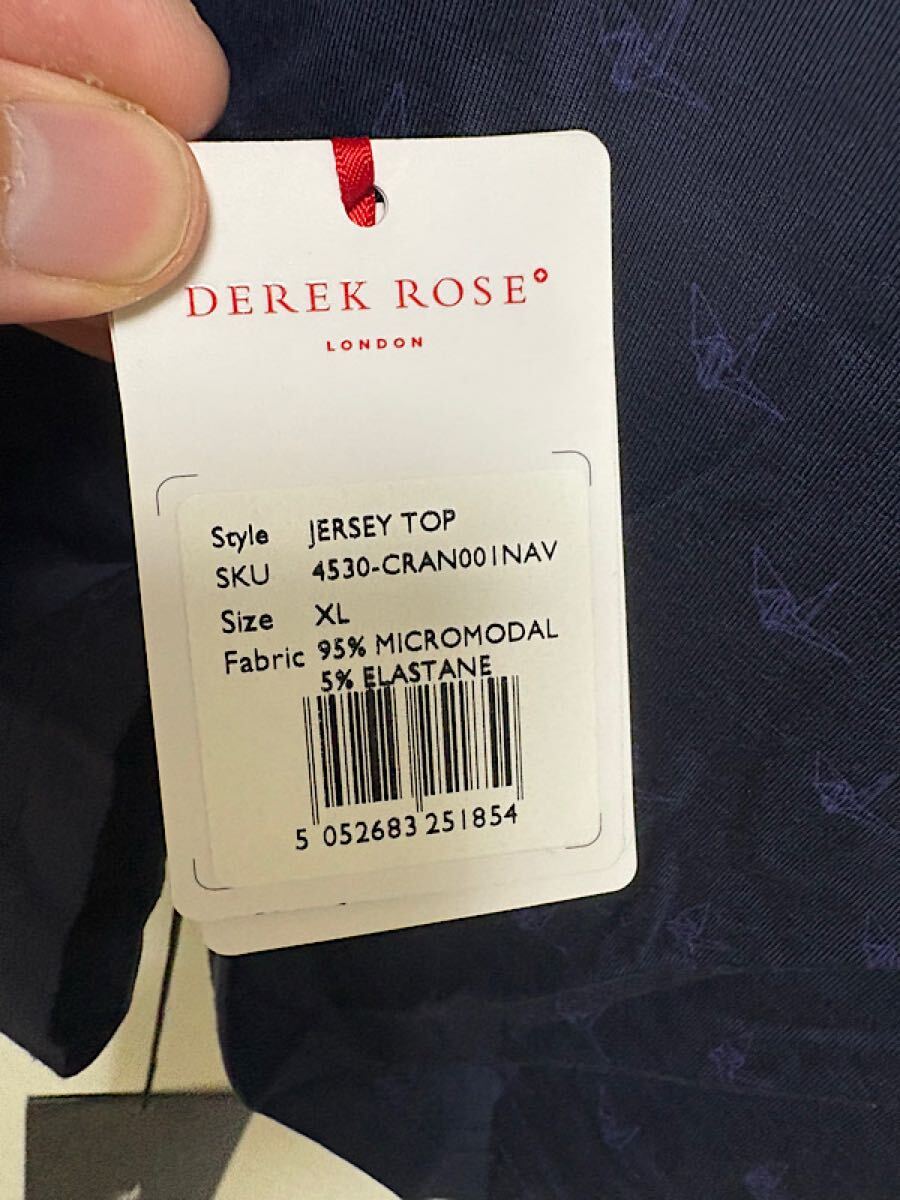 DEREK ROSE
LONDON
Style JERSEY TOP
SKU 4530-CRAN001NAV
Size XL
Fabric 95% MICROMODAL
5% ELASTANE
5 052683 251854